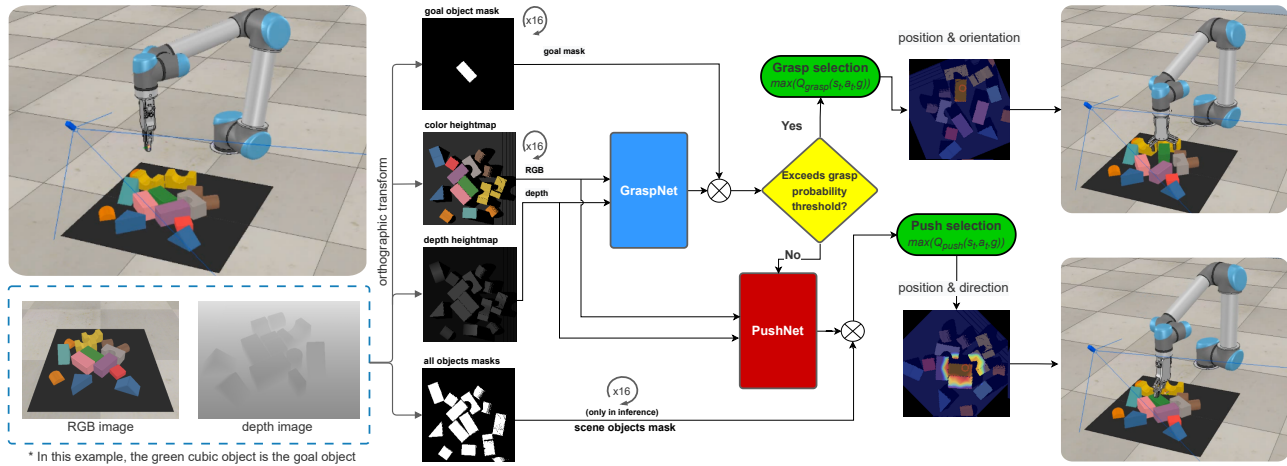 goal object mask
x16
goal mask
orthographic transform
color heightmap
x16
RGB
depth
depth heightmap
all objects masks
x16
(only in inference)
scene objects mask
GraspNet
PushNet
Exceeds grasp
probability
threshold?
Yes
No
Grasp selection
max(Qgrasp(st,at,g))
position & orientation
Push selection
max(Qpush(st,at,g))
position & direction
RGB image
depth image
* In this example, the green cubic object is the goal object